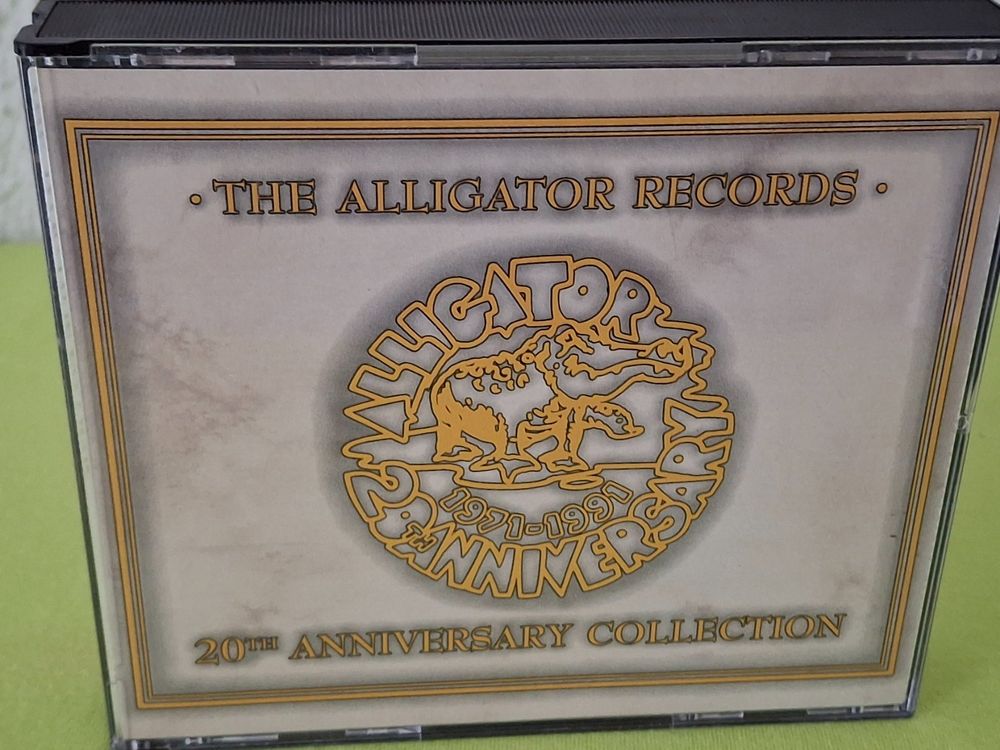 · THE ALLIGATOR RECORDS ·
ALLIGATOR
1971-1991
20TH ANNIVERSARY
20TH ANNIVERSARY COLLECTION